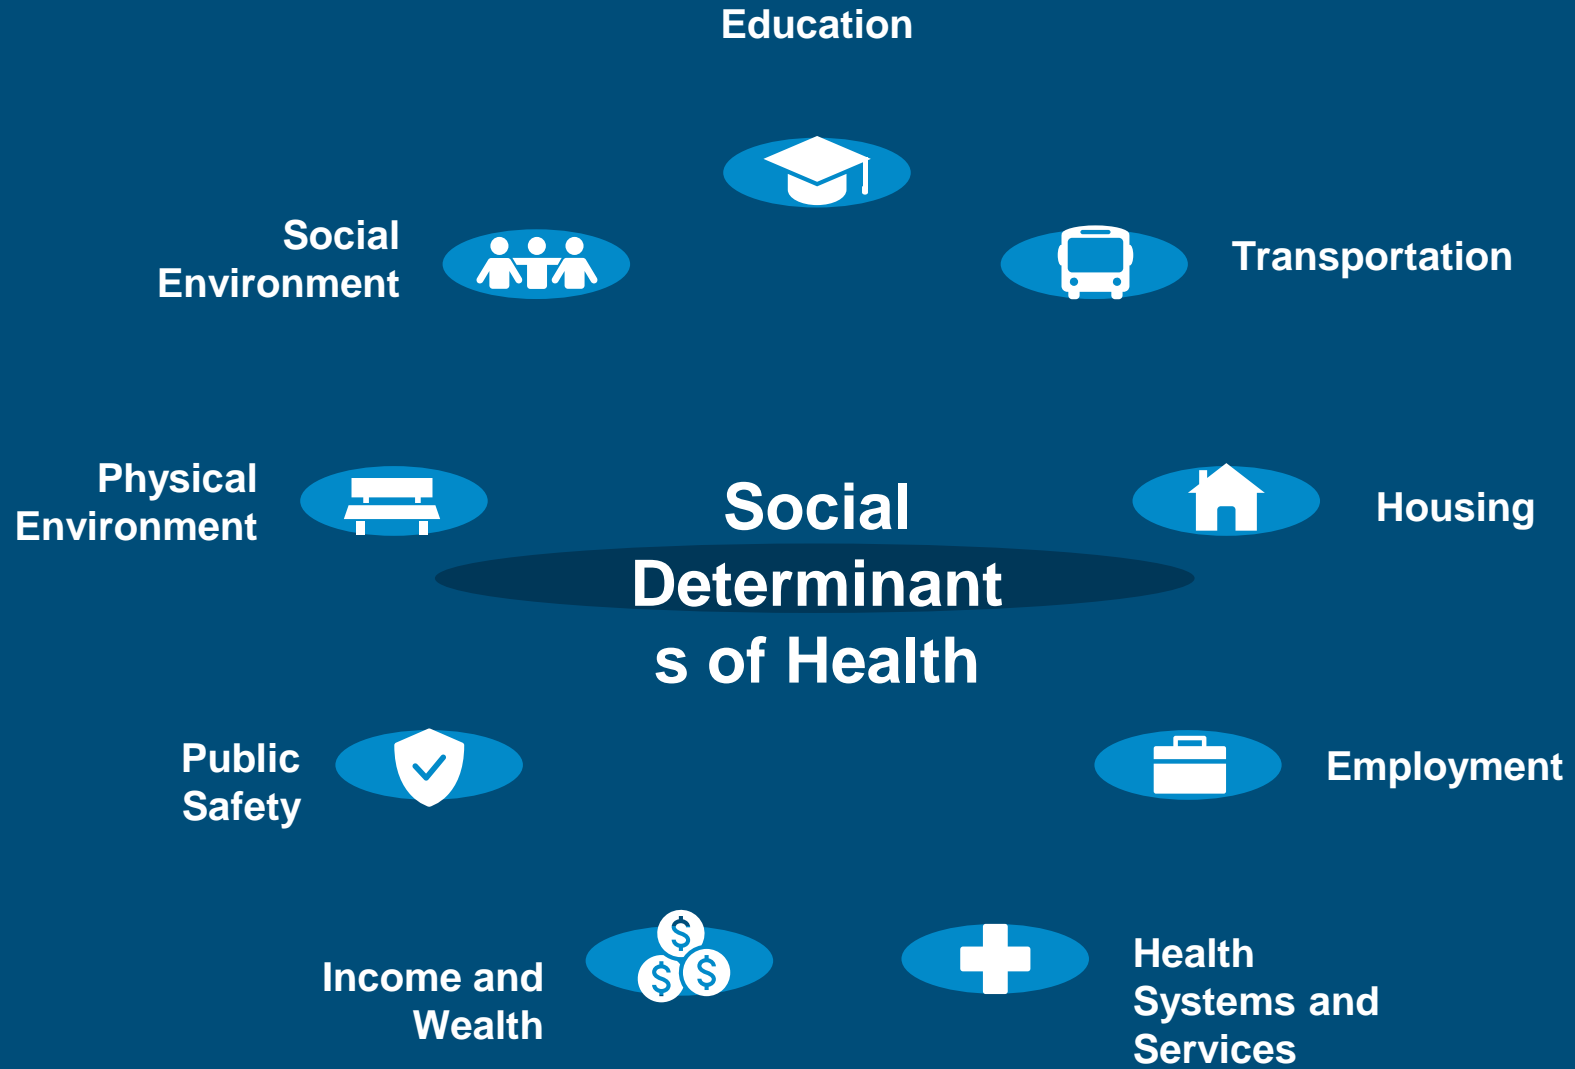 Education
Social
Environment
Transportation
Physical
Environment
Social
Determinant
s of Health
Housing
Public
Safety
Employment
Income and
Wealth
$
$
$
Health
Systems and
Services